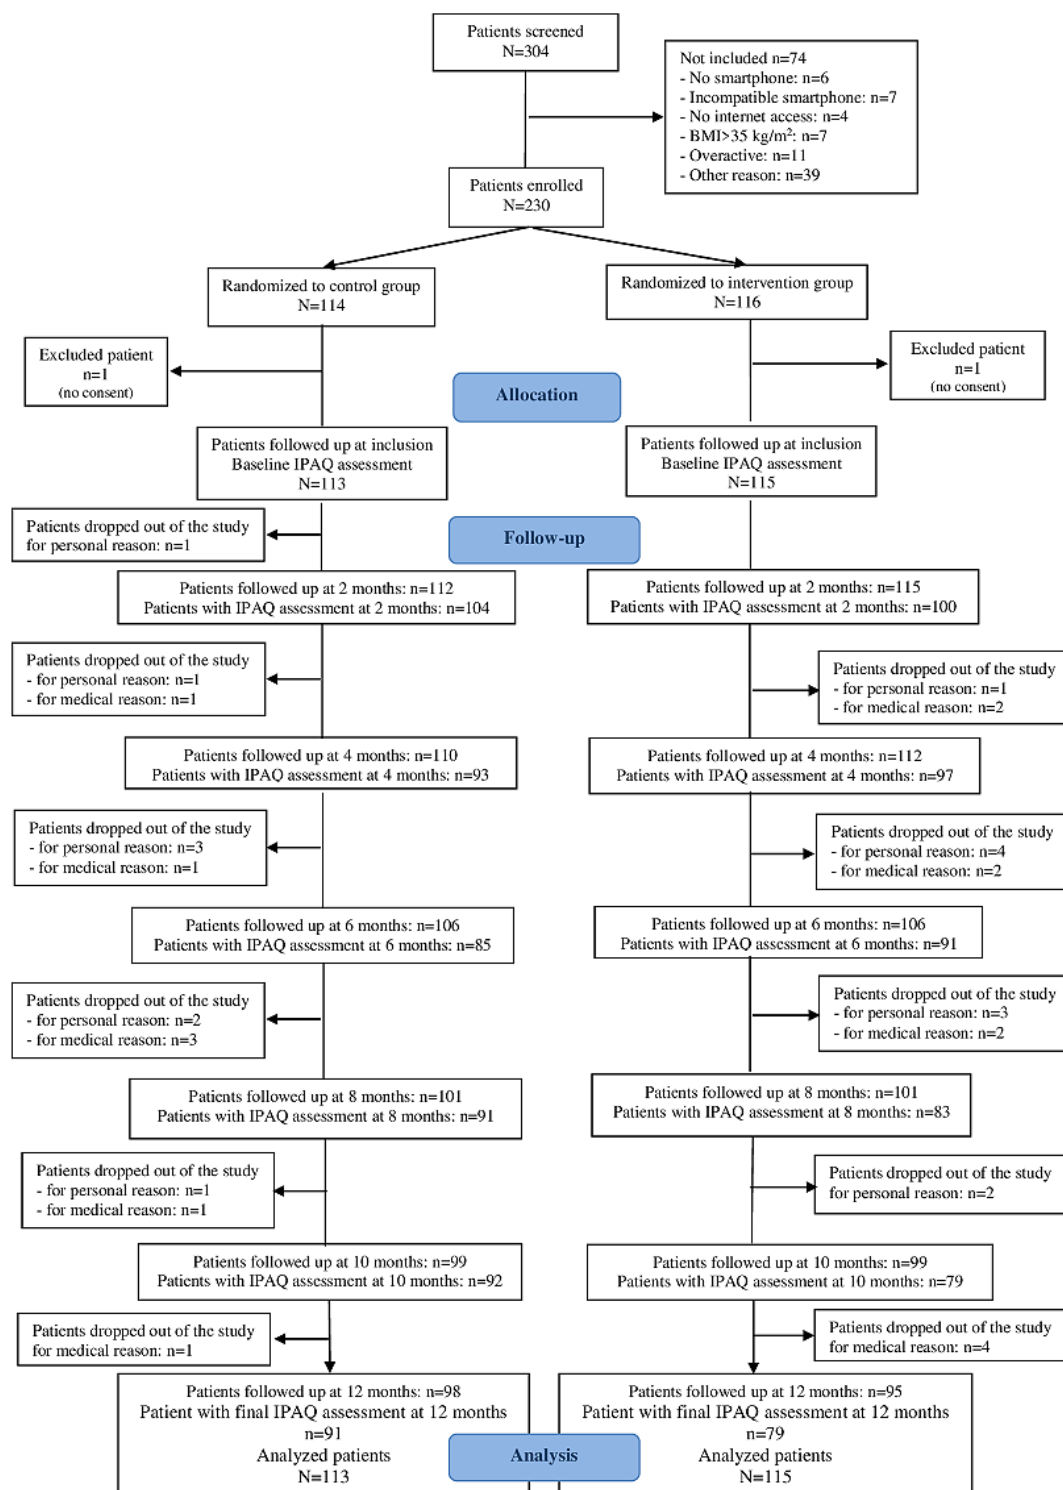 Patients screened
N=304
Not included n=74
- No smartphone: n=6
- Incompatible smartphone: n=7
- No internet access: n=4
- BMI>35 kg/m²: n=7
- Overactive: n=11
- Other reason: n=39
Patients enrolled
N=230
Randomized to control group
N=114
Randomized to intervention group
N=116
Excluded patient
n=1
(no consent)
Excluded patient
n=1
(no consent)
Allocation
Patients followed up at inclusion
Baseline IPAQ assessment
N=113
Patients followed up at inclusion
Baseline IPAQ assessment
N=115
Patients dropped out of the study
for personal reason: n=1
Follow-up
Patients followed up at 2 months: n=112
Patients with IPAQ assessment at 2 months: n=104
Patients followed up at 2 months: n=115
Patients with IPAQ assessment at 2 months: n=100
Patients dropped out of the study
- for personal reason: n=1
- for medical reason: n=1
Patients dropped out of the study
- for personal reason: n=1
- for medical reason: n=2
Patients followed up at 4 months: n=110
Patients with IPAQ assessment at 4 months: n=93
Patients followed up at 4 months: n=112
Patients with IPAQ assessment at 4 months: n=97
Patients dropped out of the study
- for personal reason: n=3
- for medical reason: n=1
Patients dropped out of the study
- for personal reason: n=4
- for medical reason: n=2
Patients followed up at 6 months: n=106
Patients with IPAQ assessment at 6 months: n=85
Patients followed up at 6 months: n=106
Patients with IPAQ assessment at 6 months: n=91
Patients dropped out of the study
- for personal reason: n=2
- for medical reason: n=3
Patients dropped out of the study
- for personal reason: n=3
- for medical reason: n=2
Patients followed up at 8 months: n=101
Patients with IPAQ assessment at 8 months: n=91
Patients followed up at 8 months: n=101
Patients with IPAQ assessment at 8 months: n=83
Patients dropped out of the study
- for personal reason: n=1
- for medical reason: n=1
Patients dropped out of the study
for personal reason: n=2
Patients followed up at 10 months: n=99
Patients with IPAQ assessment at 10 months: n=92
Patients followed up at 10 months: n=99
Patients with IPAQ assessment at 10 months: n=79
Patients dropped out of the study
for medical reason: n=1
Patients dropped out of the study
for medical reason: n=4
Patients followed up at 12 months: n=98
Patient with final IPAQ assessment at 12 months
n=91
Analyzed patients
N=113
Patients followed up at 12 months: n=95
Patient with final IPAQ assessment at 12 months
n=79
Analyzed patients
N=115
Analysis